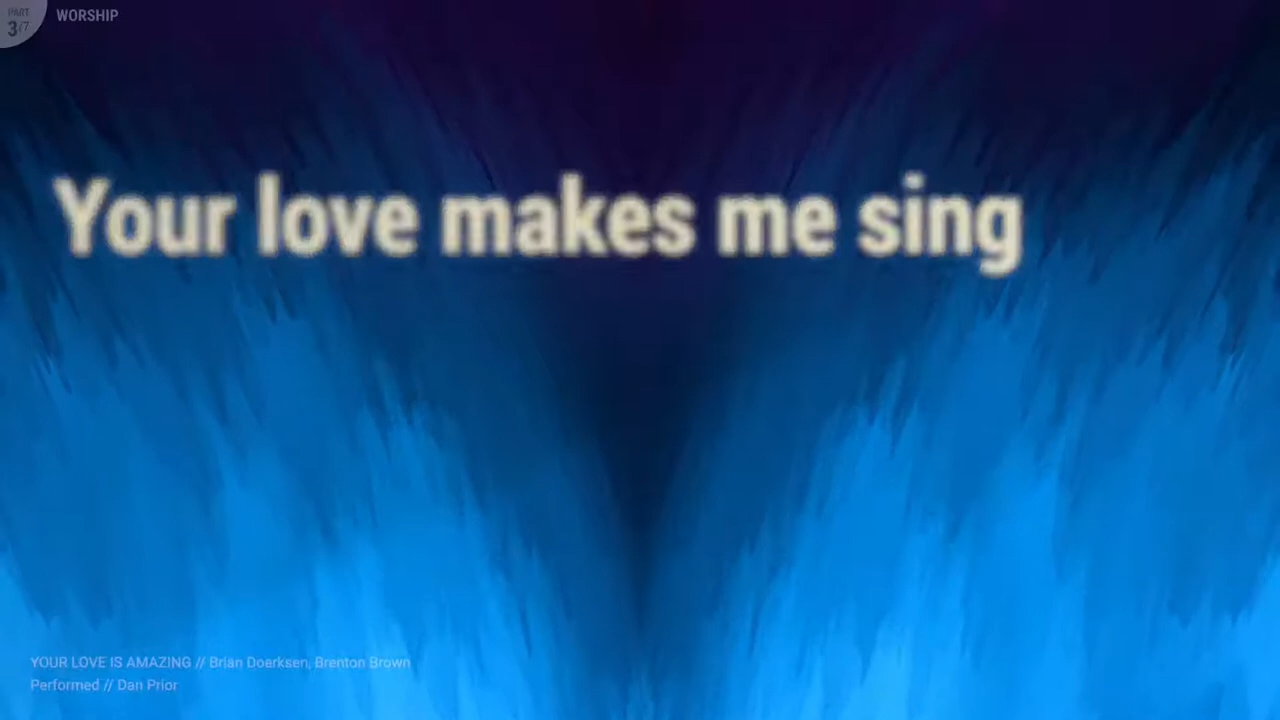 PART
3/7
WORSHIP
Your love makes me sing
YOUR LOVE IS AMAZING // Brian Doerksen, Brenton Brown
Performed // Dan Prior